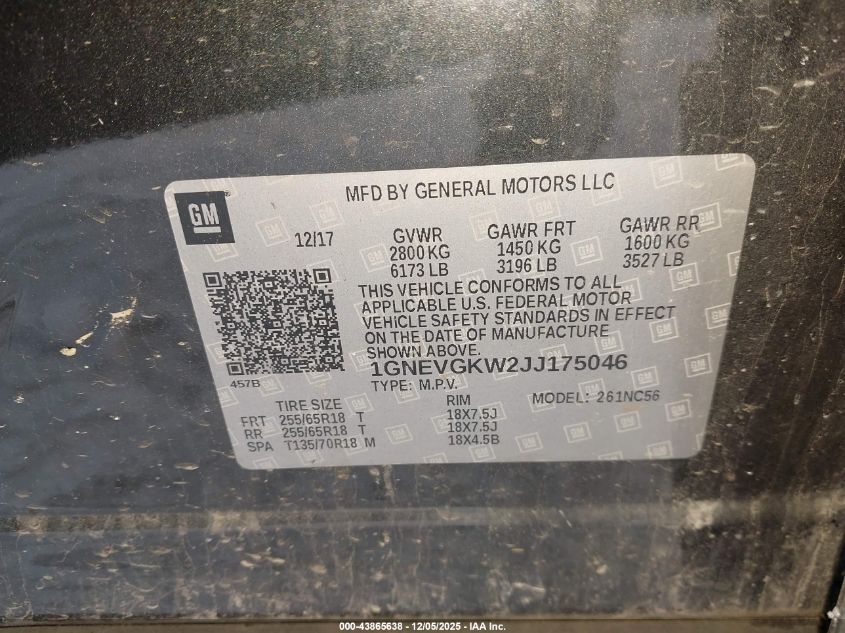 GM
MFD BY GENERAL MOTORS LLC
12/17
GVWR GAWR FRT GAWR RR
2800 KG 1450 KG 1600 KG
6173 LB 3196 LB 3527 LB
THIS VEHICLE CONFORMS TO ALL
APPLICABLE U.S. FEDERAL MOTOR
VEHICLE SAFETY STANDARDS IN EFFECT
ON THE DATE OF MANUFACTURE
SHOWN ABOVE.
1GNEVGKW2JJ175046
457B
TYPE: M.P.V. MODEL: 261NC56
TIRE SIZE RIM
FRT 255/65R18 T 18X7.5J
RR 255/65R18 T 18X7.5J
SPA T135/70R18 M 18X4.5B
000-43865638 - 12/05/2025 - IAA Inc.